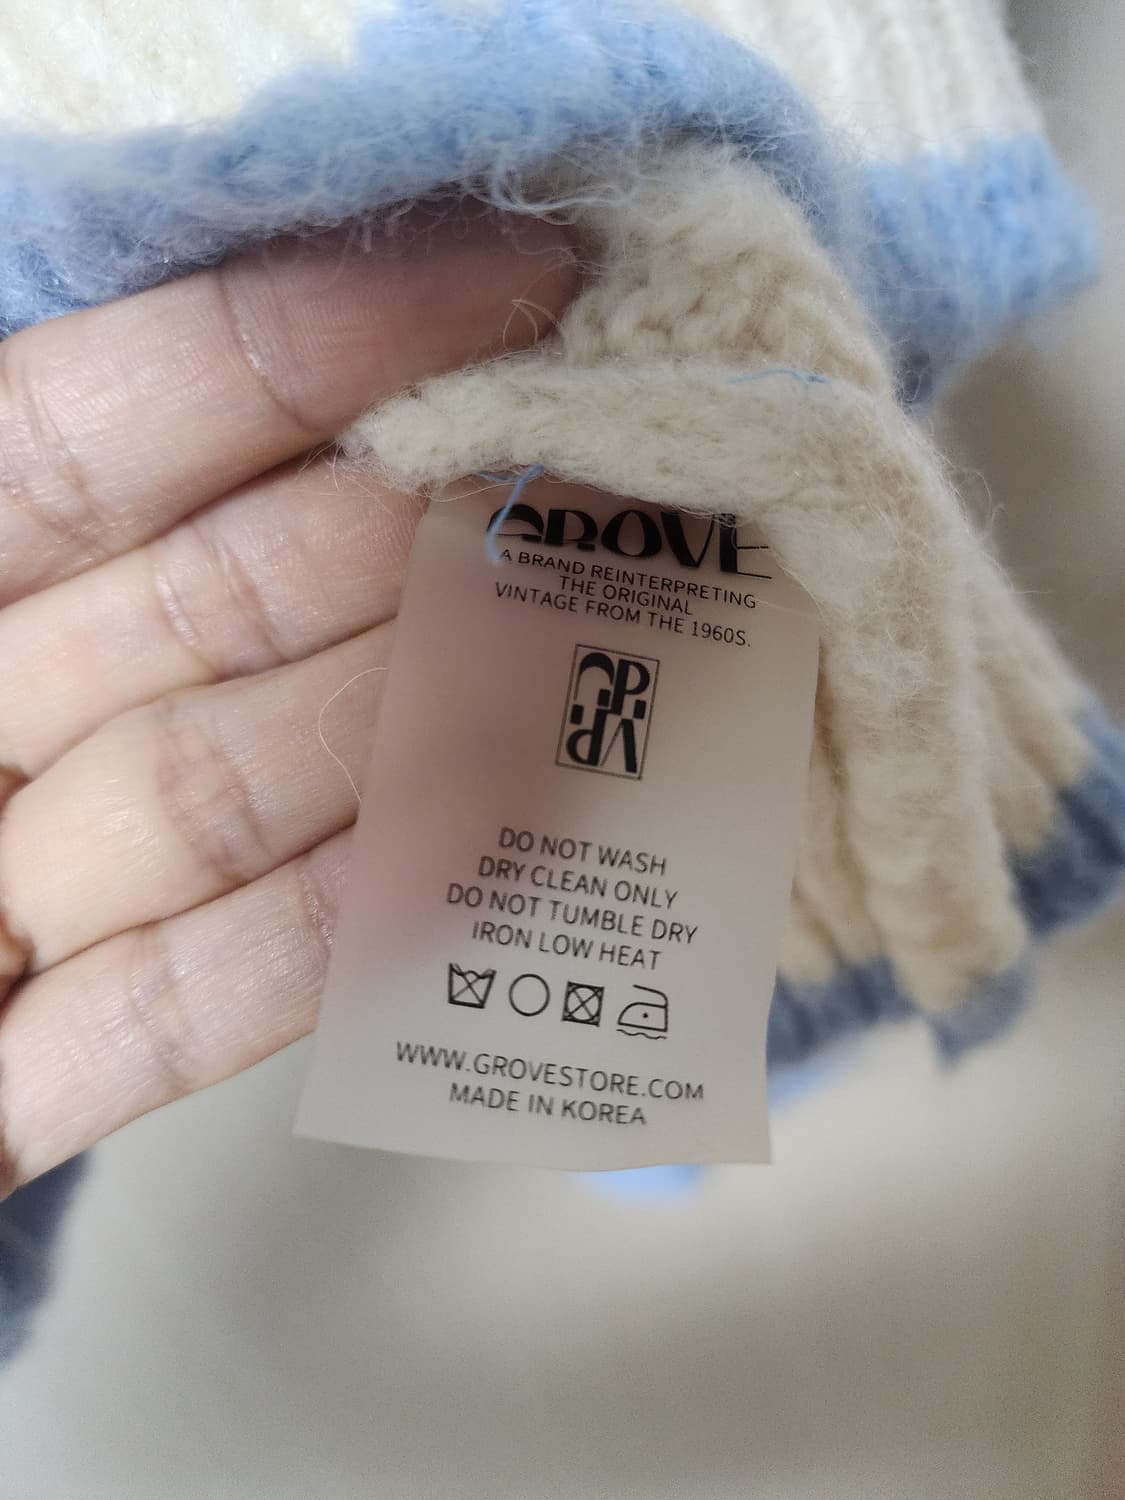 GROVE
A BRAND REINTERPRETING
THE ORIGINAL
VINTAGE FROM THE 1960S.
DO NOT WASH
DRY CLEAN ONLY
DO NOT TUMBLE DRY
IRON LOW HEAT
WWW.GROVESTORE.COM
MADE IN KOREA